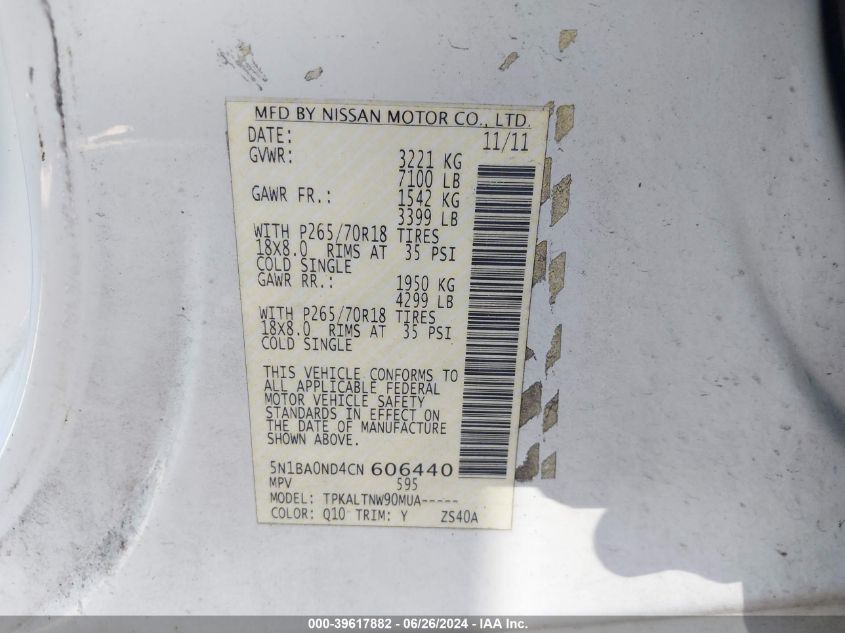 MFD BY NISSAN MOTOR CO., LTD.
DATE: 11/11
GVWR: 3221 KG
7100 LB
GAWR FR.: 1542 KG
3399 LB
WITH P265/70R18 TIRES
18X8.0 RIMS AT 35 PSI
COLD SINGLE
GAWR RR.: 1950 KG
4299 LB
WITH P265/70R18 TIRES
18X8.0 RIMS AT 35 PSI
COLD SINGLE
THIS VEHICLE CONFORMS TO
ALL APPLICABLE FEDERAL
MOTOR VEHICLE SAFETY
STANDARDS IN EFFECT ON
THE DATE OF MANUFACTURE
SHOWN ABOVE.
5N1BA0ND4CN 606440
MPV 595
MODEL: TPKALTNW90MUA-----
COLOR: Q10 TRIM: Y ZS40A
000-39617882 - 06/26/2024 - IAA Inc.